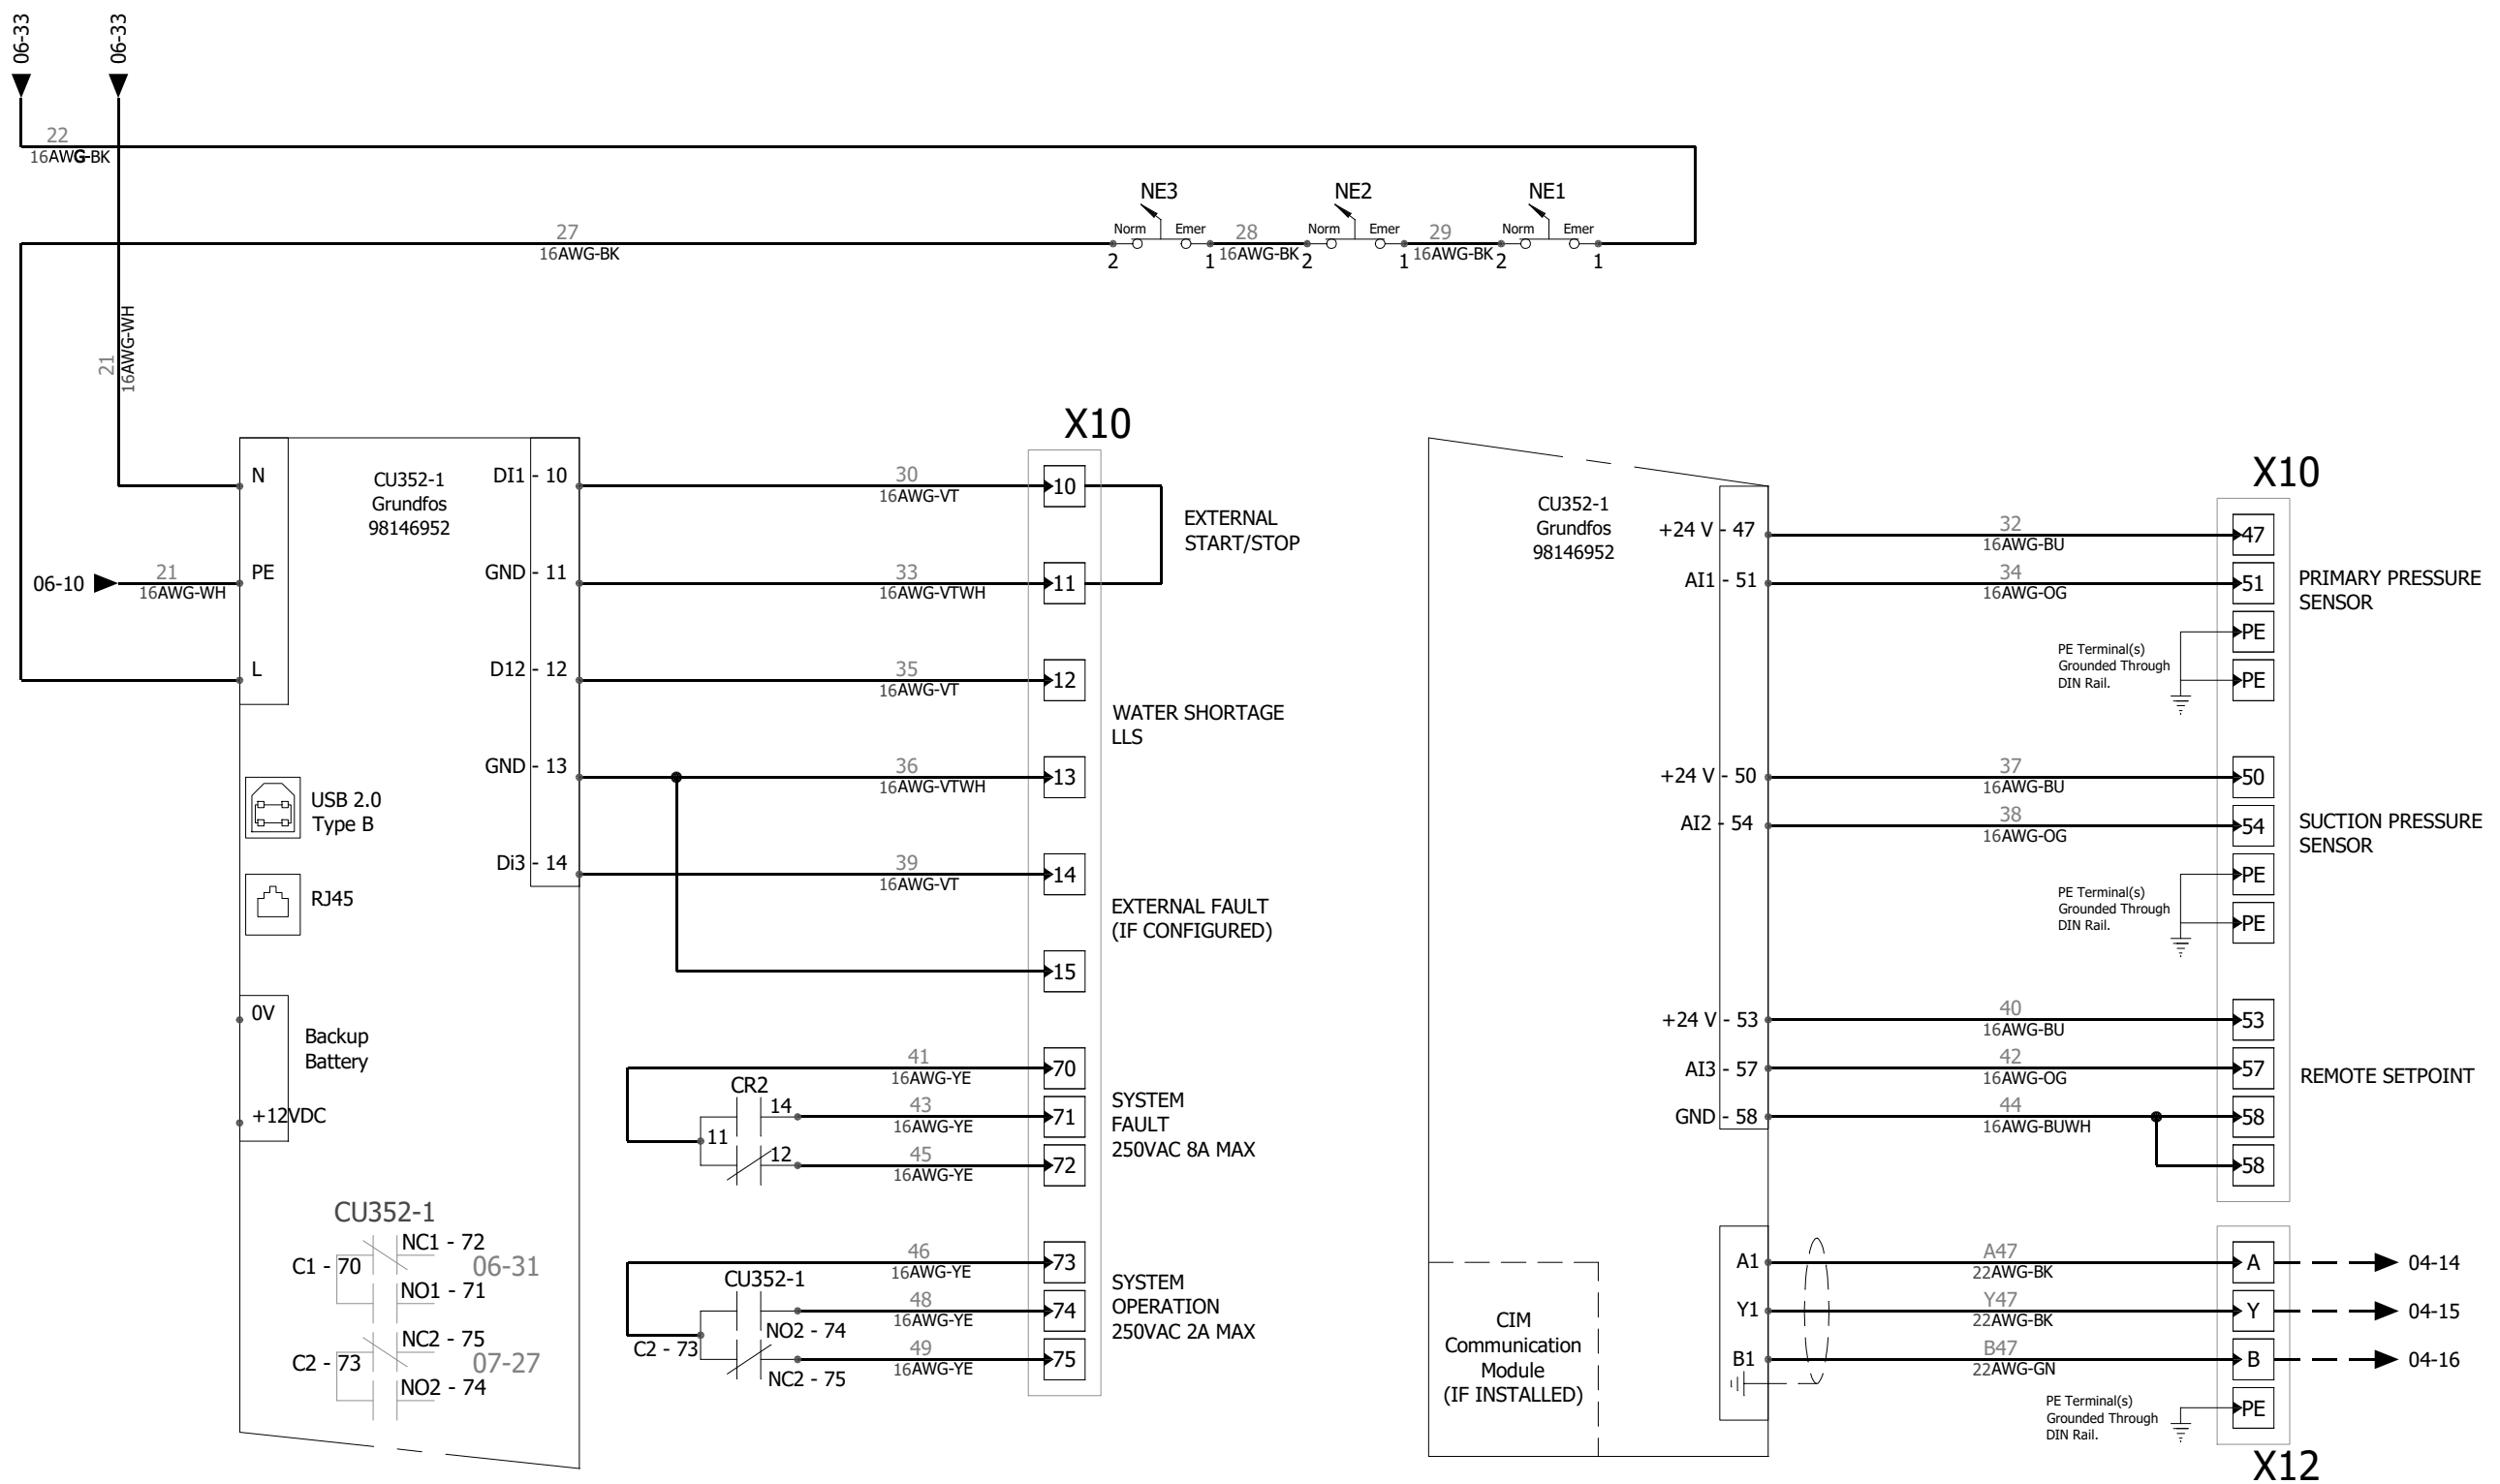 06-33
06-33
22
16AWG-BK
NE3
NE2
NE1
Norm Emer
Norm Emer
Norm Emer
27
16AWG-BK
2
1
28
16AWG-BK
2
1
29
16AWG-BK
2
1
21
16AWG-WH
N
CU352-1
Grundfos
98146952
06-10
21
16AWG-WH
PE
L
USB 2.0
Type B
RJ45
0V
Backup
Battery
+12VDC
CU352-1
C1 - 70
NC1 - 72
06-31
NO1 - 71
C2 - 73
NC2 - 75
07-27
NO2 - 74
X10
DI1 - 10
30
16AWG-VT
10
EXTERNAL
START/STOP
GND - 11
33
16AWG-VTWH
11
D12 - 12
35
16AWG-VT
12
WATER SHORTAGE
LLS
GND - 13
36
16AWG-VTWH
13
Di3 - 14
39
16AWG-VT
14
EXTERNAL FAULT
(IF CONFIGURED)
15
41
16AWG-YE
70
CR2
14
43
16AWG-YE
71
11
12
45
16AWG-YE
72
SYSTEM
FAULT
250VAC 8A MAX
46
16AWG-YE
73
CU352-1
48
16AWG-YE
74
NO2 - 74
C2 - 73
49
16AWG-YE
75
NC2 - 75
SYSTEM
OPERATION
250VAC 2A MAX
X10
CU352-1
Grundfos
98146952
+24 V - 47
32
16AWG-BU
47
AI1 - 51
34
16AWG-OG
51
PRIMARY PRESSURE
SENSOR
PE Terminal(s)
Grounded Through
DIN Rail.
PE
PE
+24 V - 50
37
16AWG-BU
50
AI2 - 54
38
16AWG-OG
54
SUCTION PRESSURE
SENSOR
PE Terminal(s)
Grounded Through
DIN Rail.
PE
PE
+24 V - 53
40
16AWG-BU
53
AI3 - 57
42
16AWG-OG
57
REMOTE SETPOINT
GND - 58
44
16AWG-BUWH
58
58
CIM
Communication
Module
(IF INSTALLED)
A1
A47
22AWG-BK
A
04-14
Y1
Y47
22AWG-BK
Y
04-15
B1
B47
22AWG-GN
B
04-16
PE Terminal(s)
Grounded Through
DIN Rail.
PE
X12